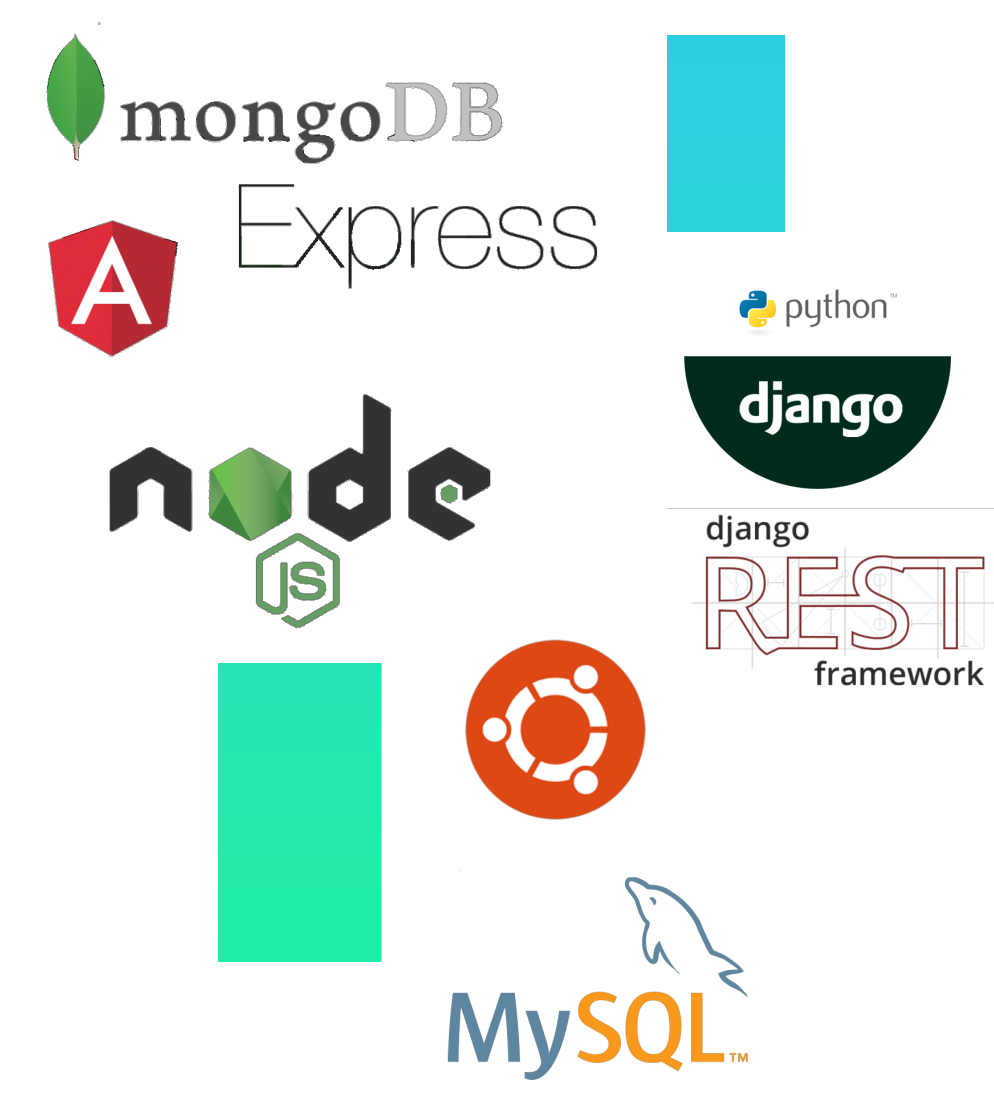 mongoDB
Express
A
python™
django
node
JS
django
REST
framework
MySQL™